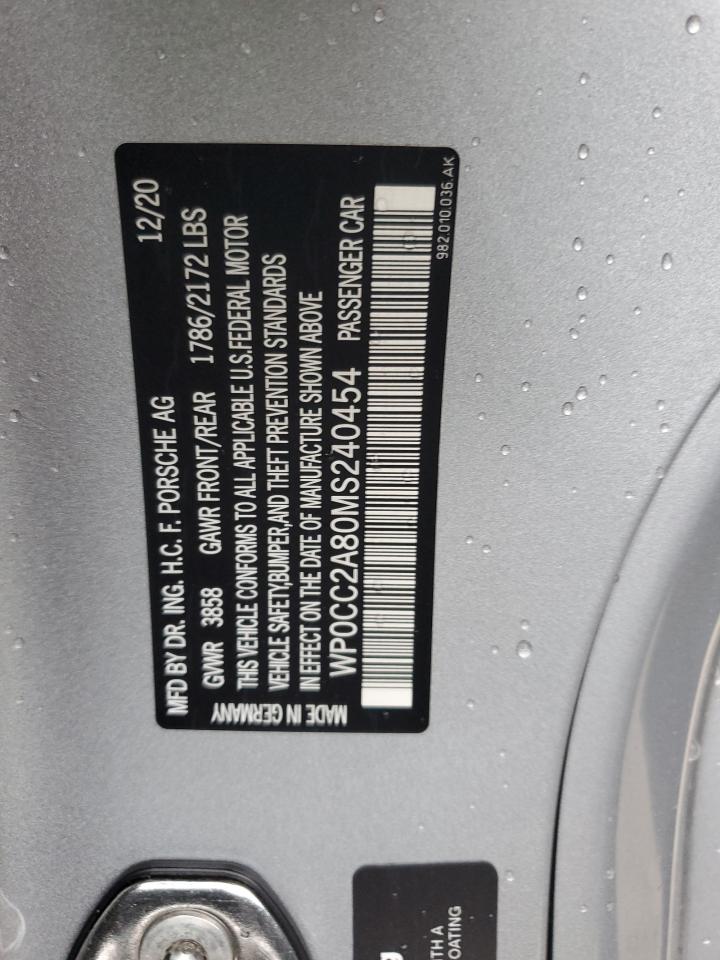 MFD BY DR. ING. H.C. F. PORSCHE AG 12/20
GVWR 3858 GAWR FRONT/REAR 1786/2172 LBS
THIS VEHICLE CONFORMS TO ALL APPLICABLE U.S.FEDERAL MOTOR
VEHICLE SAFETY,BUMPER,AND THEFT PREVENTION STANDARDS
IN EFFECT ON THE DATE OF MANUFACTURE SHOWN ABOVE
WP0CC2A80MS240454 PASSENGER CAR
MADE IN GERMANY
982.010.036.AK
TH A
OATING